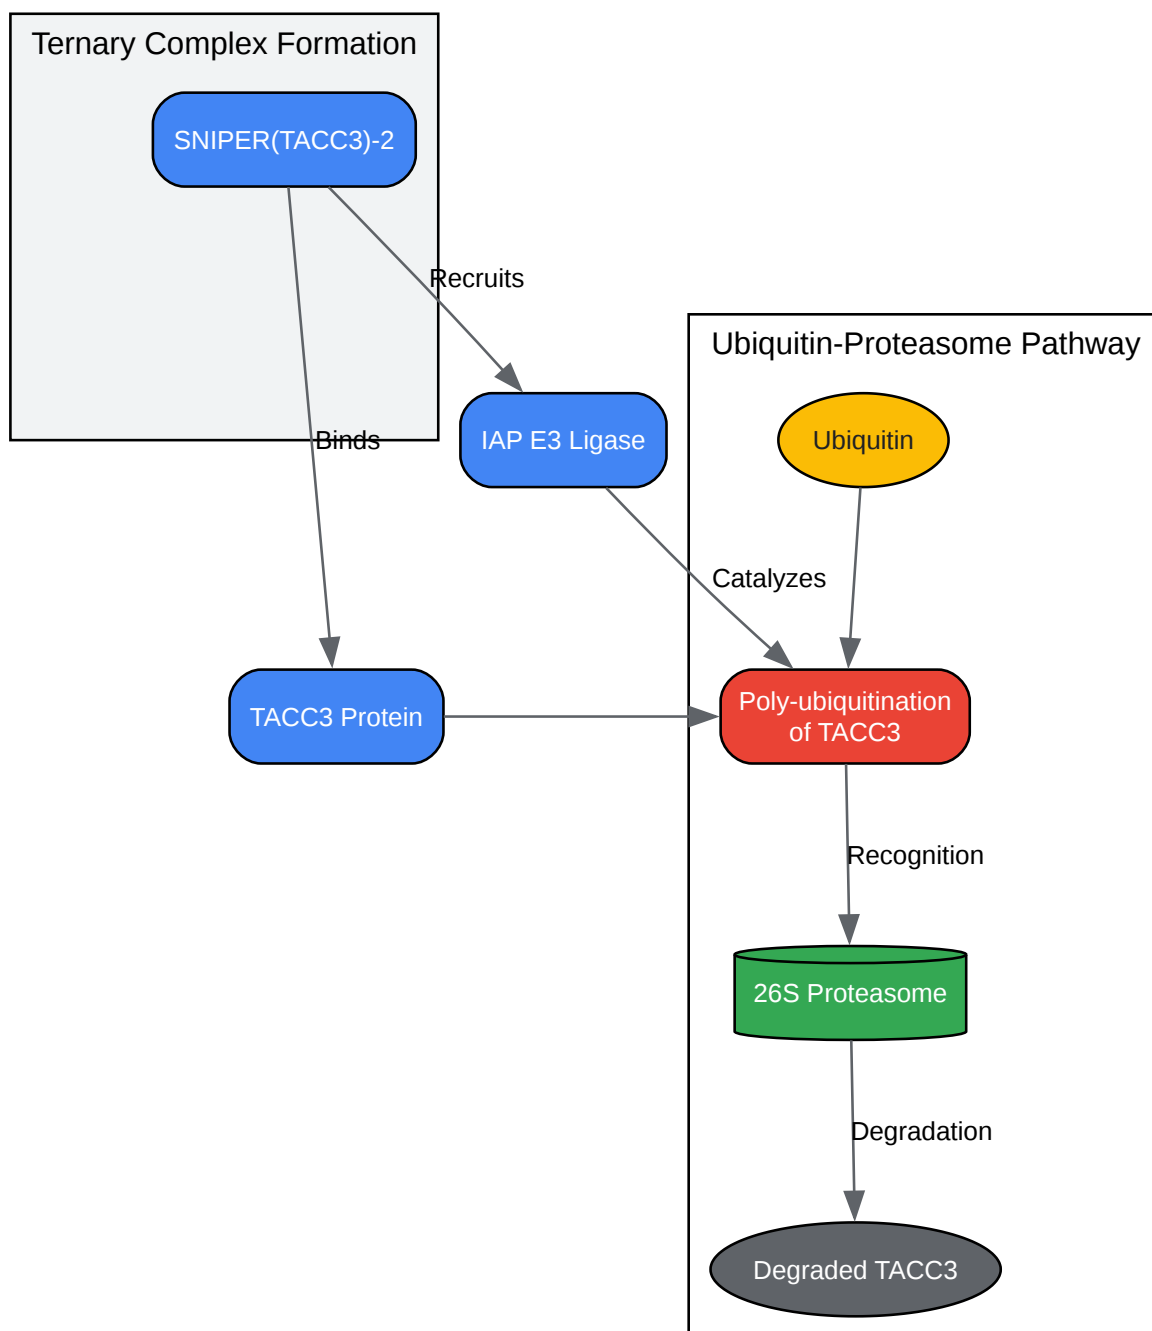 Ternary Complex Formation
SNIPER(TACC3)-2
Recruits
Ubiquitin-Proteasome Pathway
Binds
IAP E3 Ligase
Ubiquitin
Catalyzes
TACC3 Protein
Poly-ubiquitination
of TACC3
Recognition
26S Proteasome
Degradation
Degraded TACC3